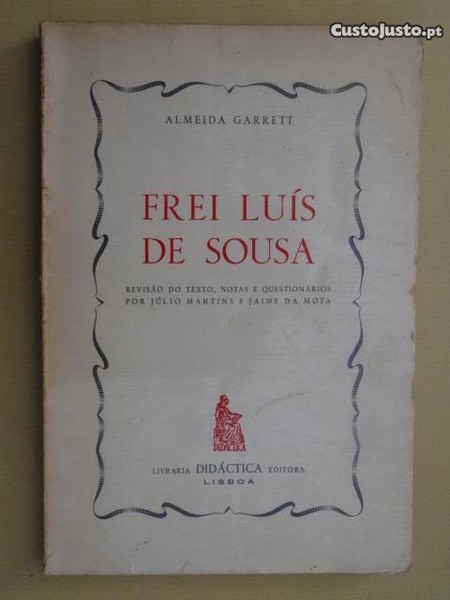 CustoJusto.pt
ALMEIDA GARRETT
FREI LUÍS
DE SOUSA
REVISÃO DO TEXTO, NOTAS E QUESTIONÁRIOS
POR JÚLIO MARTINS E JAIME DA MOTA
DIDACTICA
LIVRARIA DIDÁCTICA EDITORA
LISBOA